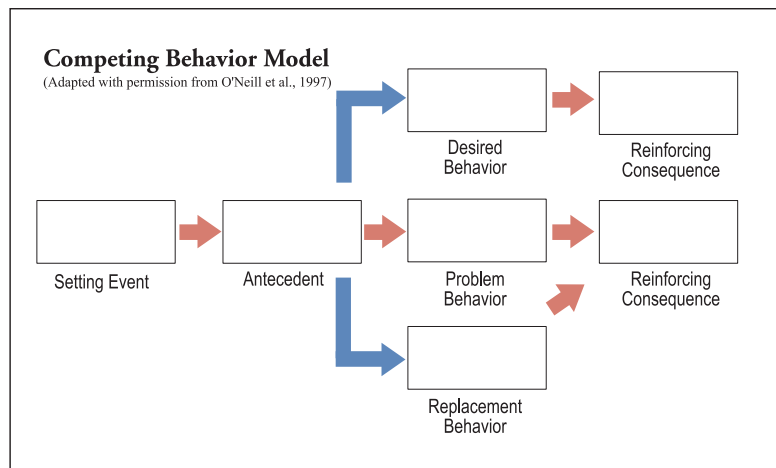 Competing Behavior Model
(Adapted with permission from O'Neill et al., 1997)
Desired
Behavior
Reinforcing
Consequence
Setting Event
Antecedent
Problem
Behavior
Reinforcing
Consequence
Replacement
Behavior